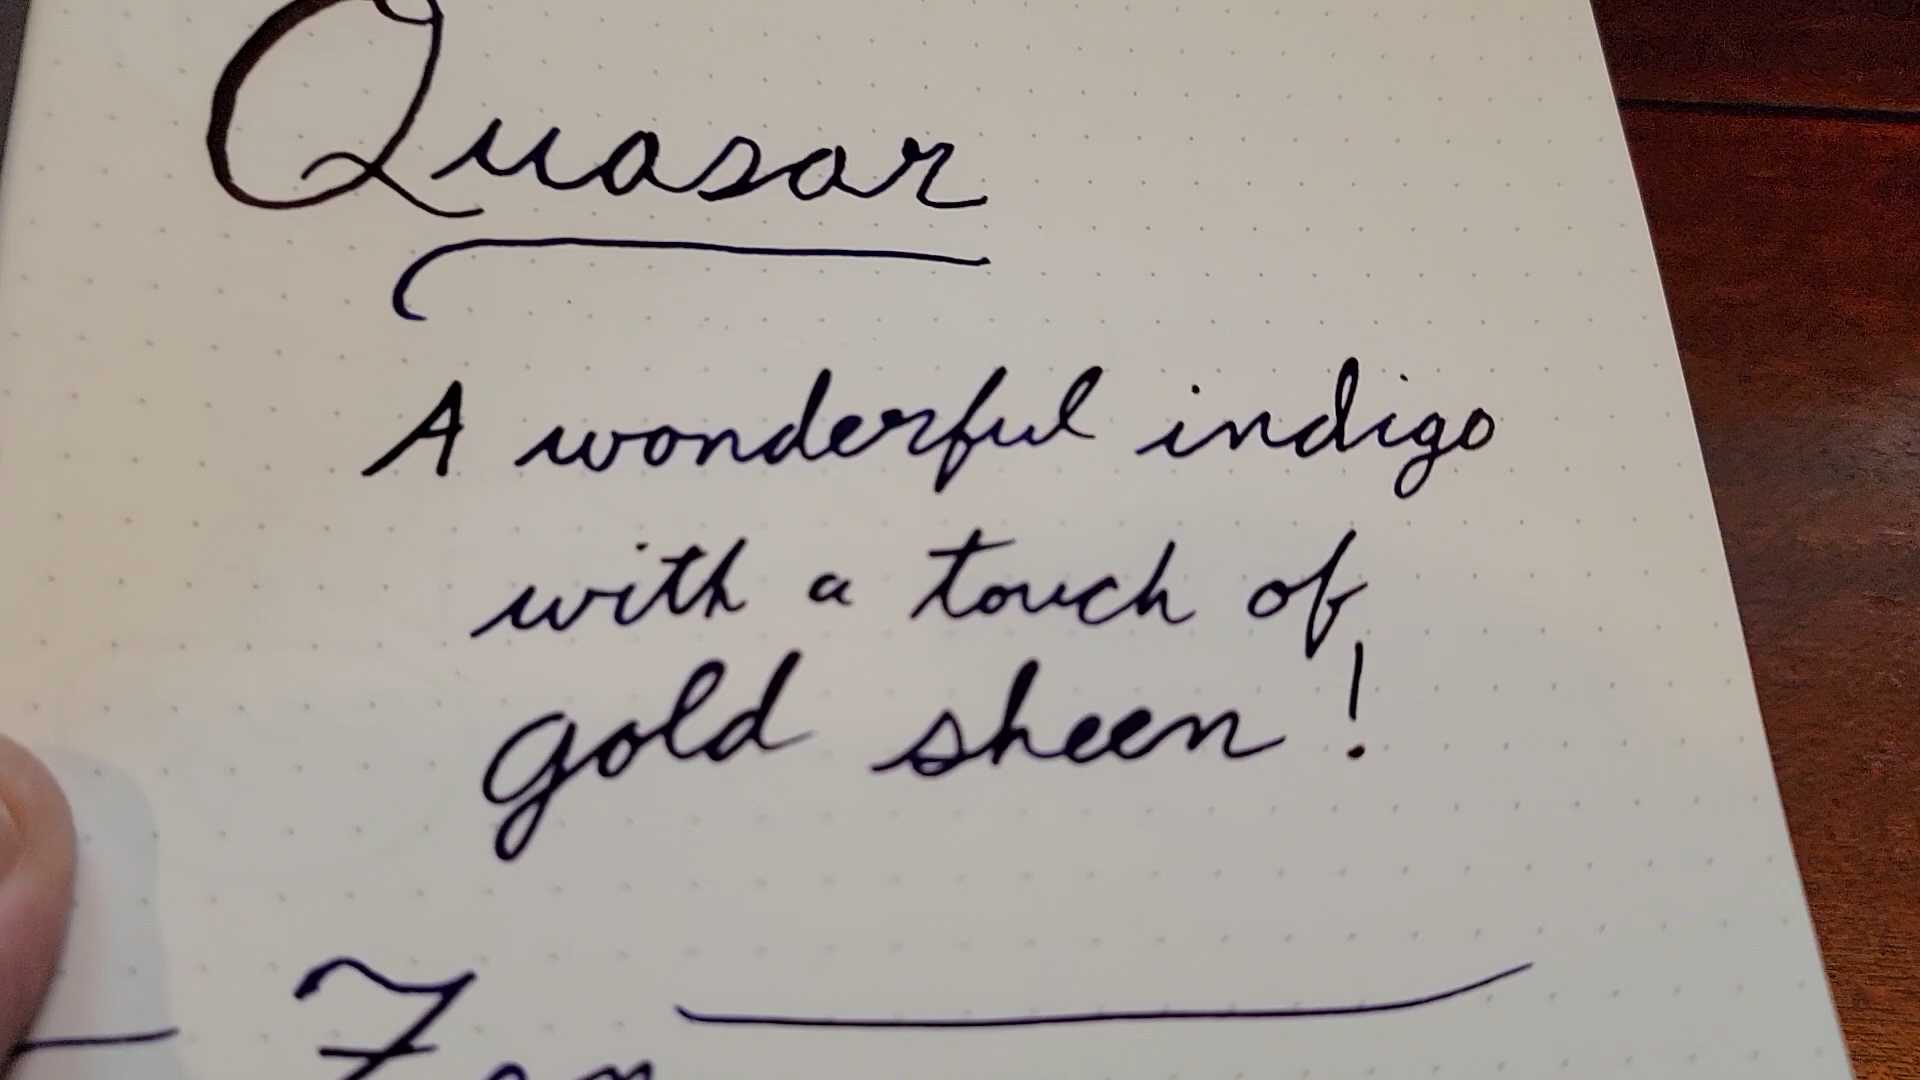 Quasar
A wonderful indigo
with a touch of
gold sheen!